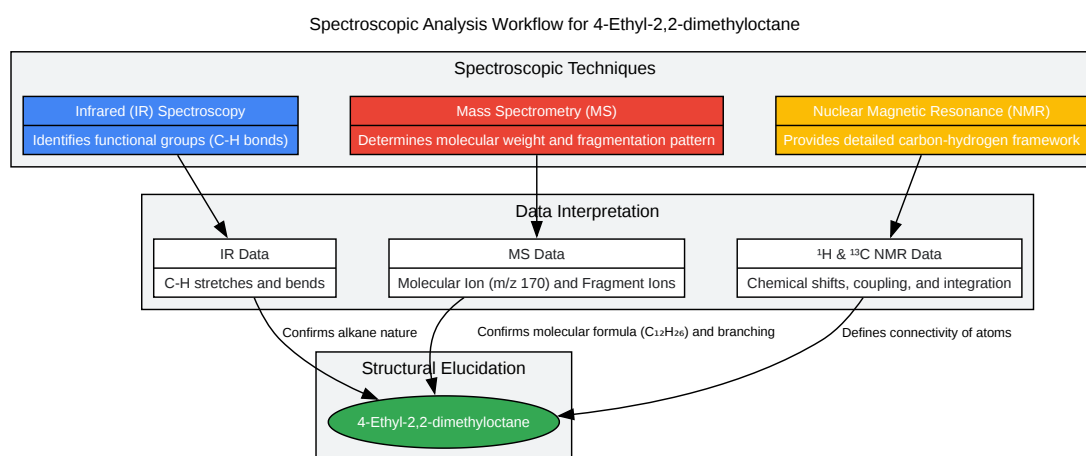 Spectroscopic Analysis Workflow for 4-Ethyl-2,2-dimethyloctane
Spectroscopic Techniques
Infrared (IR) Spectroscopy
Identifies functional groups (C-H bonds)
Mass Spectrometry (MS)
Determines molecular weight and fragmentation pattern
Nuclear Magnetic Resonance (NMR)
Provides detailed carbon-hydrogen framework
Data Interpretation
IR Data
C-H stretches and bends
MS Data
Molecular Ion (m/z 170) and Fragment Ions
¹H & ¹³C NMR Data
Chemical shifts, coupling, and integration
Confirms alkane nature
Confirms molecular formula (C₁₂H₂₆) and branching
Defines connectivity of atoms
Structural Elucidation
4-Ethyl-2,2-dimethyloctane